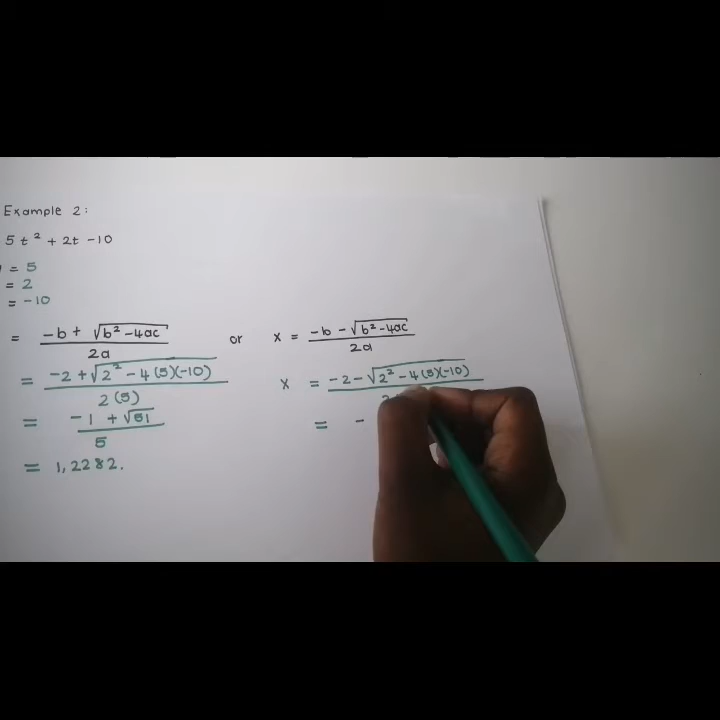 Example 2:
5t² + 2t -10
= 5
= 2
= -10
= -b + √b² -4ac / 2a or x = -b - √b² -4ac / 2a
= -2 + √2² - 4(5)(-10) / 2(5) x = -2 - √2² - 4(5)(-10)
= -1 + √51 / 5 = -
= 1,2282.